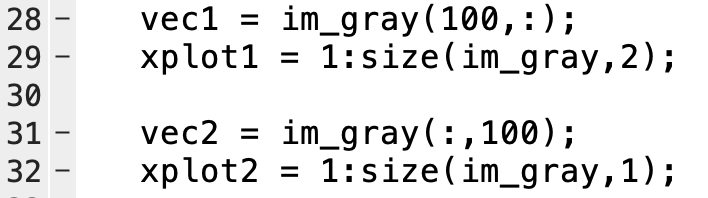 28 – vec1 = im_gray(100,:);
29 – xplot1 = 1:size(im_gray,2);
30
31 – vec2 = im_gray(:,100);
32 – xplot2 = 1:size(im_gray,1);